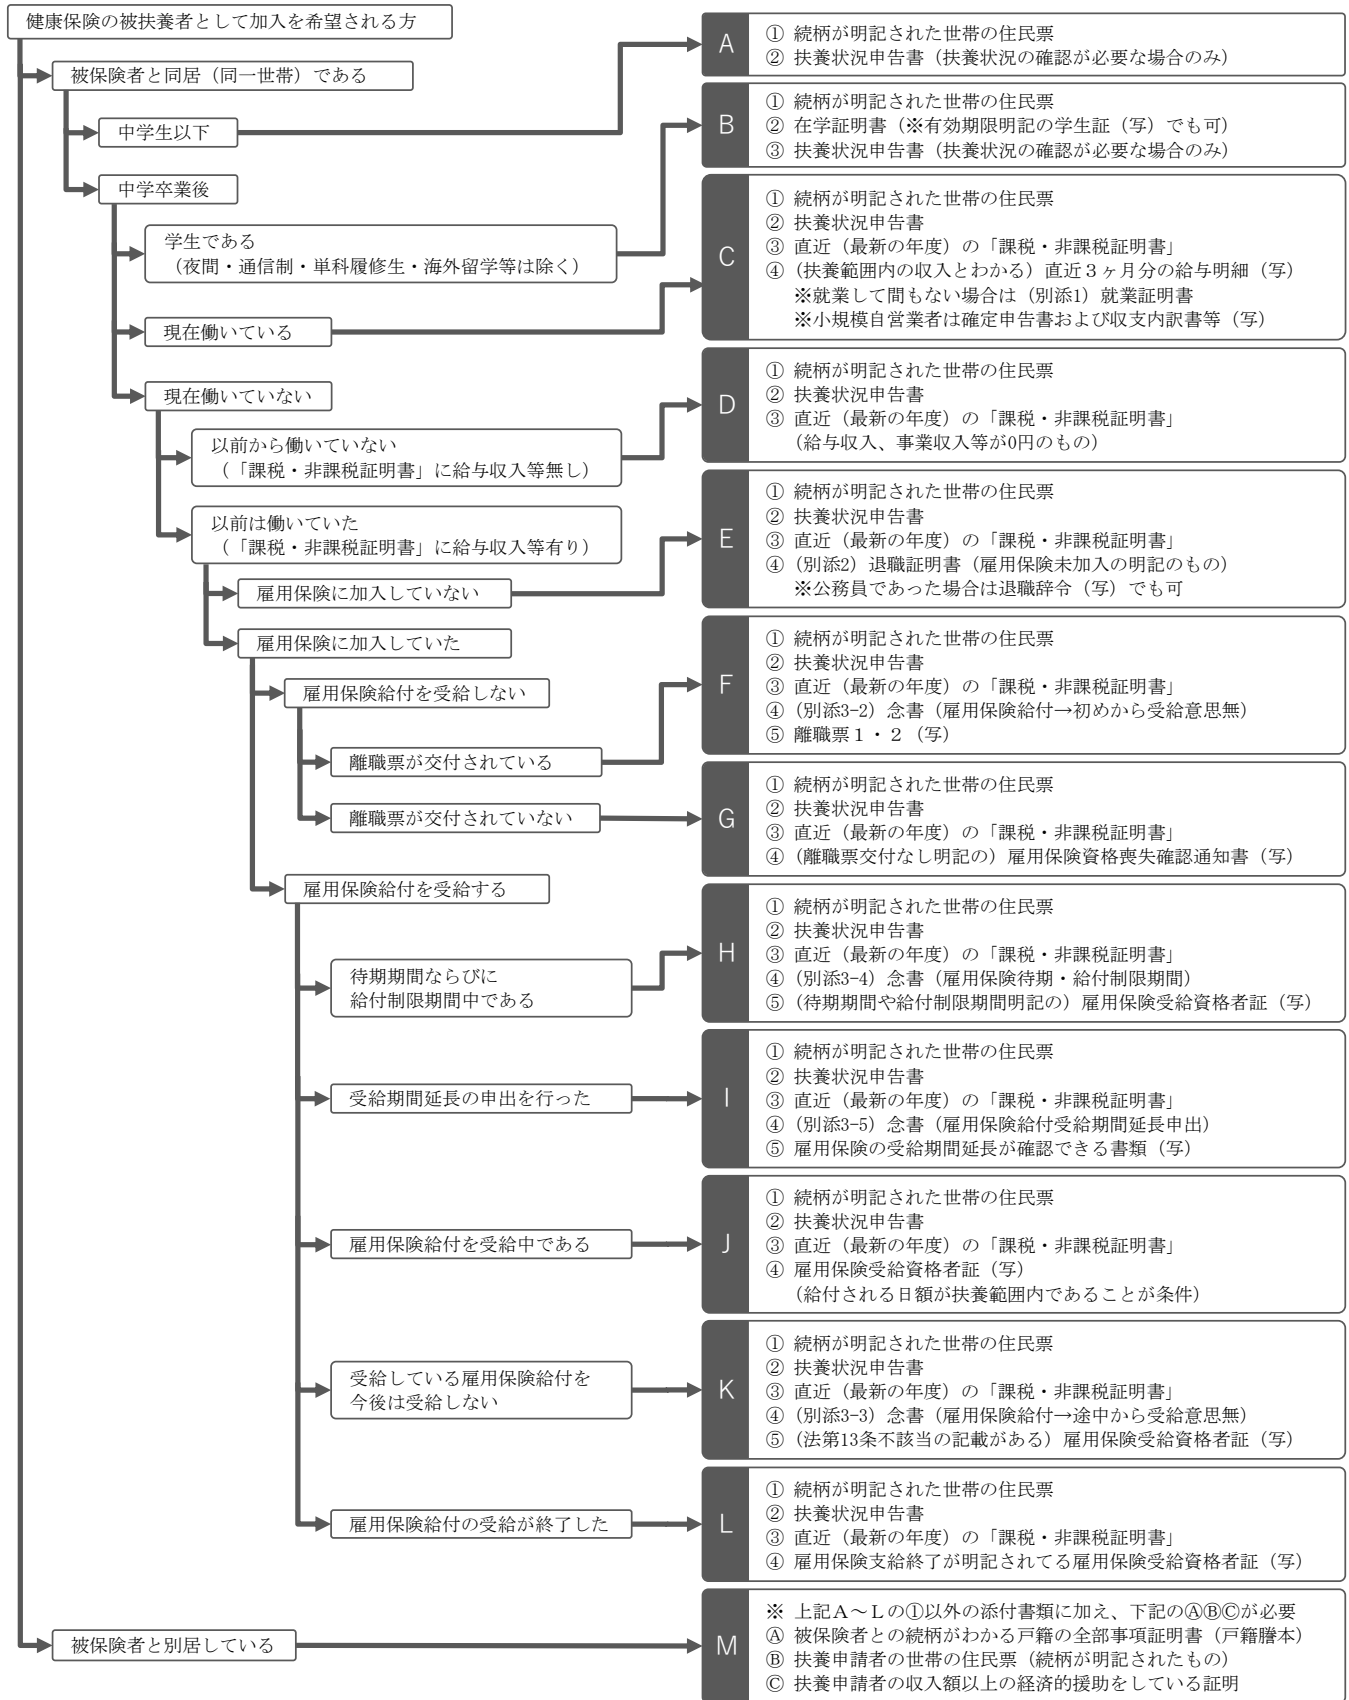 健康保険の被扶養者として加入を希望される方
被保険者と同居（同一世帯）である
中学生以下
中学卒業後
学生である
（夜間・通信制・単科履修生・海外留学等は除く）
現在働いている
現在働いていない
以前から働いていない
（「課税・非課税証明書」に給与収入等無し）
以前は働いていた
（「課税・非課税証明書」に給与収入等有り）
雇用保険に加入していない
雇用保険に加入していた
雇用保険給付を受給しない
離職票が交付されている
離職票が交付されていない
雇用保険給付を受給する
待期期間ならびに
給付制限期間中である
受給期間延長の申出を行った
雇用保険給付を受給中である
受給している雇用保険給付を
今後は受給しない
雇用保険給付の受給が終了した
被保険者と別居している
A
① 続柄が明記された世帯の住民票
② 扶養状況申告書（扶養状況の確認が必要な場合のみ）
B
① 続柄が明記された世帯の住民票
② 在学証明書（※有効期限明記の学生証（写）でも可）
③ 扶養状況申告書（扶養状況の確認が必要な場合のみ）
C
① 続柄が明記された世帯の住民票
② 扶養状況申告書
③ 直近（最新の年度）の「課税・非課税証明書」
④（扶養範囲内の収入とわかる）直近３ヶ月分の給与明細（写）
※就業して間もない場合は（別添1）就業証明書
※小規模自営業者は確定申告書および収支内訳書等（写）
D
① 続柄が明記された世帯の住民票
② 扶養状況申告書
③ 直近（最新の年度）の「課税・非課税証明書」
（給与収入、事業収入等が0円のもの）
E
① 続柄が明記された世帯の住民票
② 扶養状況申告書
③ 直近（最新の年度）の「課税・非課税証明書」
④（別添2）退職証明書（雇用保険未加入の明記のもの）
※公務員であった場合は退職辞令（写）でも可
F
① 続柄が明記された世帯の住民票
② 扶養状況申告書
③ 直近（最新の年度）の「課税・非課税証明書」
④（別添3-2）念書（雇用保険給付→初めから受給意思無）
⑤ 離職票１・２（写）
G
① 続柄が明記された世帯の住民票
② 扶養状況申告書
③ 直近（最新の年度）の「課税・非課税証明書」
④（離職票交付なし明記の）雇用保険資格喪失確認通知書（写）
H
① 続柄が明記された世帯の住民票
② 扶養状況申告書
③ 直近（最新の年度）の「課税・非課税証明書」
④（別添3-4）念書（雇用保険待期・給付制限期間）
⑤（待期期間や給付制限期間明記の）雇用保険受給資格者証（写）
I
① 続柄が明記された世帯の住民票
② 扶養状況申告書
③ 直近（最新の年度）の「課税・非課税証明書」
④（別添3-5）念書（雇用保険給付受給期間延長申出）
⑤ 雇用保険の受給期間延長が確認できる書類（写）
J
① 続柄が明記された世帯の住民票
② 扶養状況申告書
③ 直近（最新の年度）の「課税・非課税証明書」
④ 雇用保険受給資格者証（写）
（給付される日額が扶養範囲内であることが条件）
K
① 続柄が明記された世帯の住民票
② 扶養状況申告書
③ 直近（最新の年度）の「課税・非課税証明書」
④（別添3-3）念書（雇用保険給付→途中から受給意思無）
⑤（法第13条不該当の記載がある）雇用保険受給資格者証（写）
L
① 続柄が明記された世帯の住民票
② 扶養状況申告書
③ 直近（最新の年度）の「課税・非課税証明書」
④ 雇用保険支給終了が明記されてる雇用保険受給資格者証（写）
M
※ 上記Ａ～Ｌの①以外の添付書類に加え、下記のⒶⒷⒸが必要
Ⓐ 被保険者との続柄がわかる戸籍の全部事項証明書（戸籍謄本）
Ⓑ 扶養申請者の世帯の住民票（続柄が明記されたもの）
Ⓒ 扶養申請者の収入額以上の経済的援助をしている証明